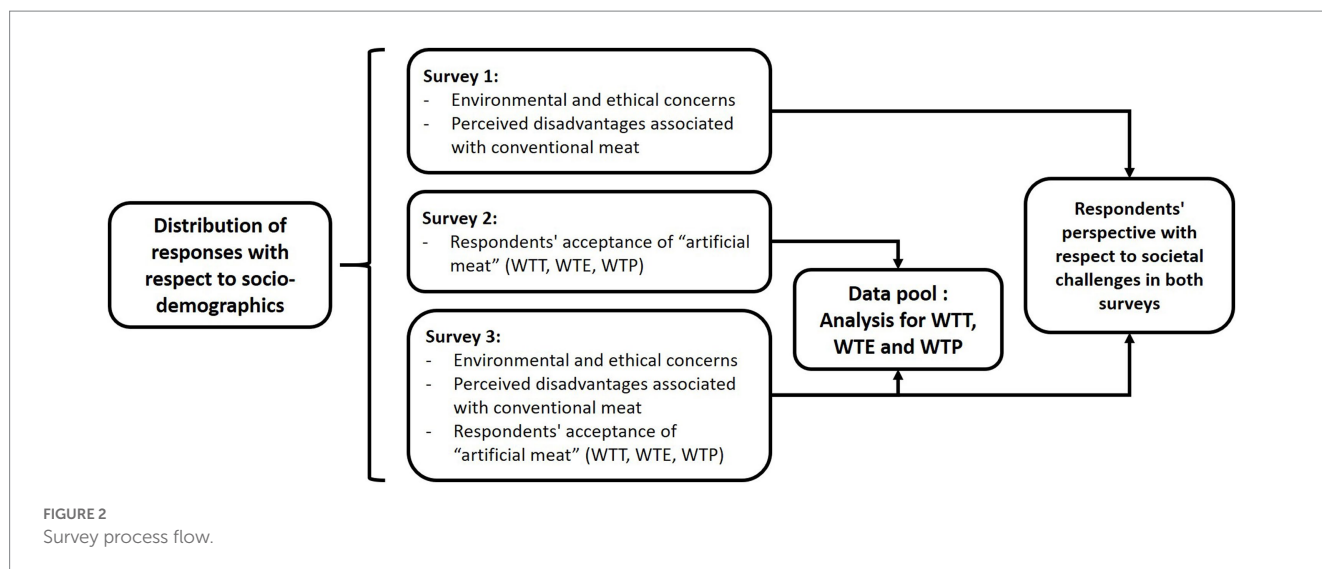 Distribution of
responses with
respect to socio-
demographics
Survey 1:
- Environmental and ethical concerns
- Perceived disadvantages associated
with conventional meat
Survey 2:
- Respondents' acceptance of “artificial
meat” (WTT, WTE, WTP)
Survey 3:
- Environmental and ethical concerns
- Perceived disadvantages associated
with conventional meat
- Respondents' acceptance of
“artificial meat” (WTT, WTE, WTP)
Data pool :
Analysis for WTT,
WTE and WTP
Respondents'
perspective with
respect to societal
challenges in both
surveys
FIGURE 2
Survey process flow.